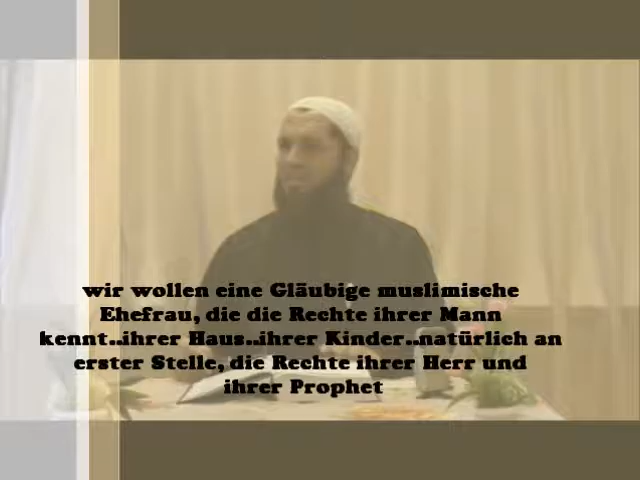 wir wollen eine Gläubige muslimische
Ehefrau, die die Rechte ihrer Mann
kennt..ihrer Haus..ihrer Kinder..natürlich an
erster Stelle, die Rechte ihrer Herr und
ihrer Prophet